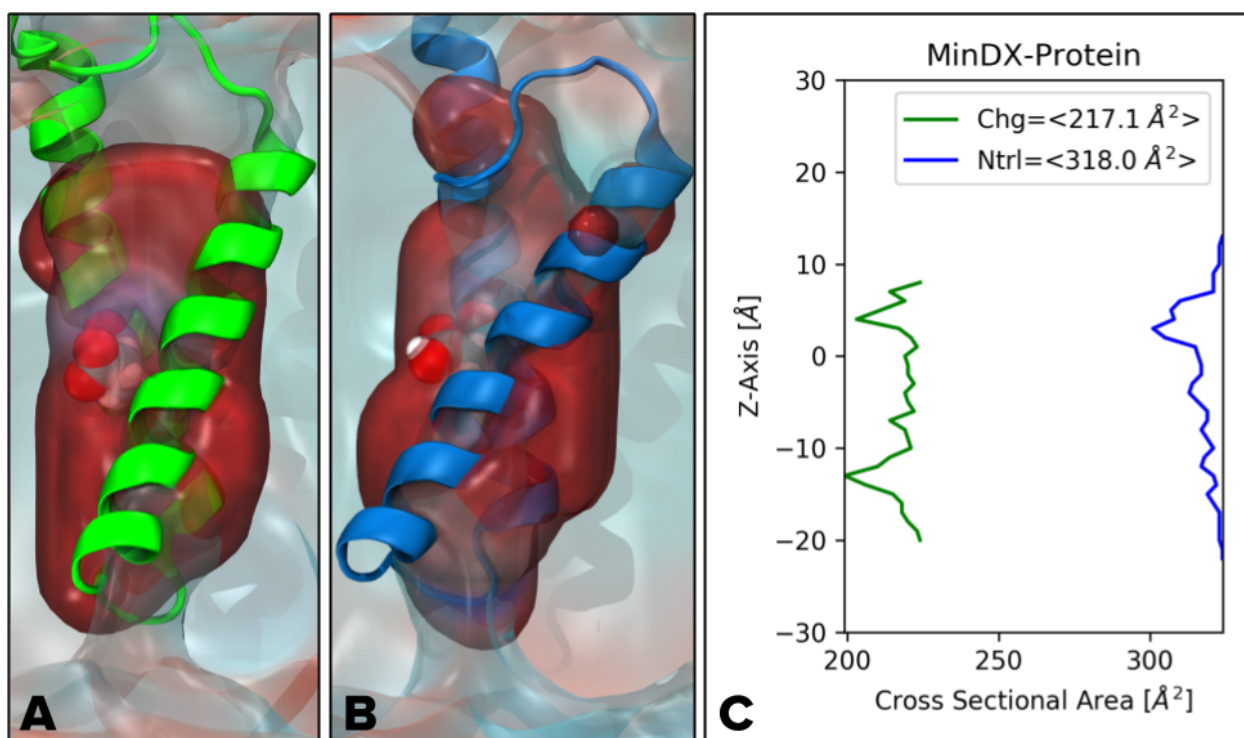 A
B
C
MinDX-Protein
Chg=<217.1 Å²>
Ntrl=<318.0 Å²>
30
20
10
0
−10
−20
−30
Z-Axis [Å]
200 250 300
Cross Sectional Area [Å²]